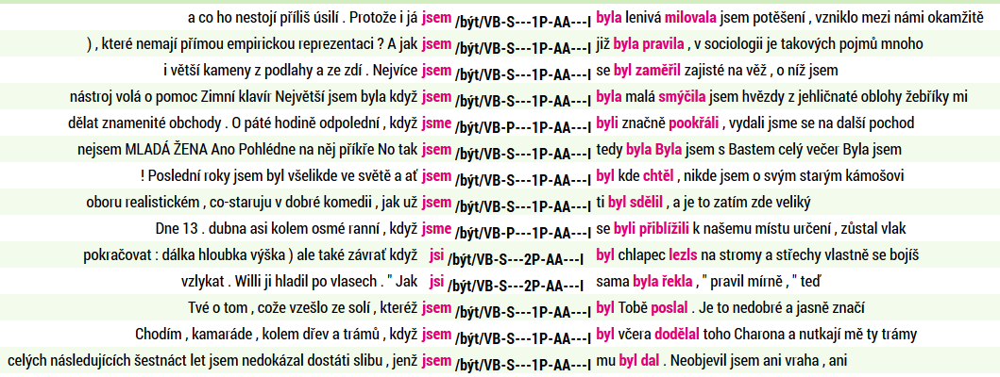 a co ho nestojí příliš úsilí . Protože i já jsem /být/VB-S---1P-AA---I byla lenivá milovala jsem potěšení , vzniklo mezi námi okamžitě
) , které nemají přímou empirickou reprezentaci ? A jak jsem /být/VB-S---1P-AA---I již byla pravila , v sociologii je takových pojmů mnoho
i větší kameny z podlahy a ze zdí . Nejvíce jsem /být/VB-S---1P-AA---I se byl zaměřil zajisté na věž , o níž jsem
nástroj volá o pomoc Zimní klavír Největší jsem byla když jsem /být/VB-S---1P-AA---I byla malá smýčila jsem hvězdy z jehličnaté oblohy žebříky mi
dělat znamenité obchody . O páté hodině odpolední , když jsme /být/VB-P---1P-AA---I byli značně pookřáli , vydali jsme se na další pochod
nejsem MLADÁ ŽENA Ano Pohlédne na něj příkře No tak jsem /být/VB-S---1P-AA---I tedy byla Byla jsem s Bastem celý večer Byla jsem
! Poslední roky jsem byl všelikde ve světě a ať jsem /být/VB-S---1P-AA---I byl kde chtěl , nikde jsem o svým starým kámošovi
oboru realistickém , co-staruju v dobré komedii , jak už jsem /být/VB-S---1P-AA---I ti byl sdělil , a je to zatím zde veliký
Dne 13 . dubna asi kolem osmé ranní , když jsme /být/VB-P---1P-AA---I se byli přiblížili k našemu místu určení , zůstal vlak
pokračovat : dálka hloubka výška ) ale také závrať když jsi /být/VB-S---2P-AA---I byl chlapec lezls na stromy a střechy vlastně se bojíš
vzlykat . Willi ji hladil po vlasech . " Jak jsi /být/VB-S---2P-AA---I sama byla řekla , " pravil mírně , " teď
Tvé o tom , cože vzešlo ze solí , kteréž jsem /být/VB-S---1P-AA---I byl Tobě poslal . Je to nedobré a jasně značí
Chodím , kamaráde , kolem dřev a trámů , když jsem /být/VB-S---1P-AA---I byl včera dodělal toho Charona a nutkají mě ty trámy
celých následujících šestnáct let jsem nedokázal dostáti slibu , jenž jsem /být/VB-S---1P-AA---I mu byl dal . Neobjevil jsem ani vraha , ani